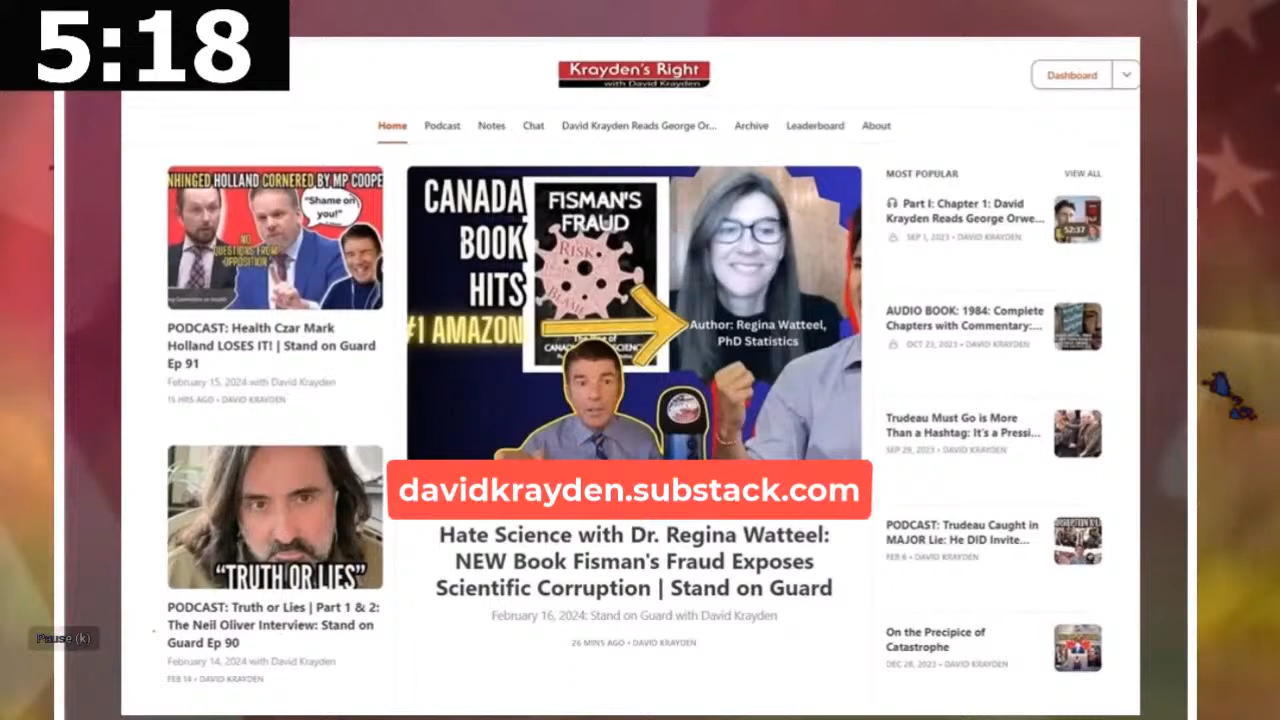 5:18
Krayden's Right
with David Krayden
Dashboard
Home
Podcast
Notes
Chat
David Krayden Reads George Or...
Archive
Leaderboard
About
NHINGED HOLLAND CORNERED BY MP COOPE
"Shame on
you!"
NO
QUESTIONS FROM
OPPOSITION"
PODCAST: Health Czar Mark
Holland LOSES IT! | Stand on Guard
Ep 91
February 15, 2024 with David Krayden
15 HRS AGO • DAVID KRAYDEN
"TRUTH OR LIES"
PODCAST: Truth or Lies | Part 1 & 2:
The Neil Oliver Interview: Stand on
Guard Ep 90
February 14, 2024 with David Krayden
FEB 14 • DAVID KRAYDEN
CANADA
BOOK
HITS
#1 AMAZON
FISMAN'S
FRAUD
RISK
BLAME
Author: Regina Watteel,
PhD Statistics
davidkrayden.substack.com
Hate Science with Dr. Regina Watteel:
NEW Book Fisman's Fraud Exposes
Scientific Corruption | Stand on Guard
February 16, 2024: Stand on Guard with David Krayden
26 MINS AGO • DAVID KRAYDEN
MOST POPULAR
VIEW ALL
Part I: Chapter 1: David
Krayden Reads George Orwe...
SEP 1, 2023 • DAVID KRAYDEN
52:37
AUDIO BOOK: 1984: Complete
Chapters with Commentary:...
OCT 23, 2023 • DAVID KRAYDEN
Trudeau Must Go is More
Than a Hashtag: It's a Pressi...
SEP 29, 2023 • DAVID KRAYDEN
PODCAST: Trudeau Caught in
MAJOR Lie: He DID Invite...
FEB 6 • DAVID KRAYDEN
On the Precipice of
Catastrophe
DEC 28, 2023 • DAVID KRAYDEN
Pause (k)